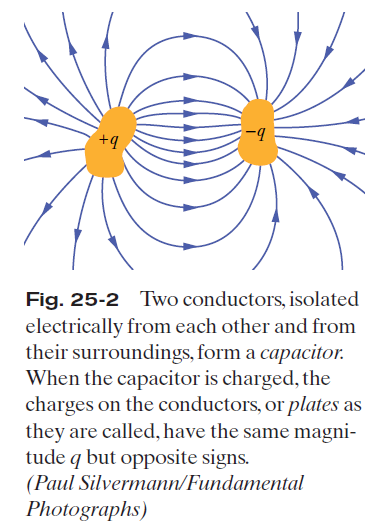 +q
−q
Fig. 25-2 Two conductors, isolated
electrically from each other and from
their surroundings, form a capacitor.
When the capacitor is charged, the
charges on the conductors, or plates as
they are called, have the same magni-
tude q but opposite signs.
(Paul Silvermann/Fundamental
Photographs)